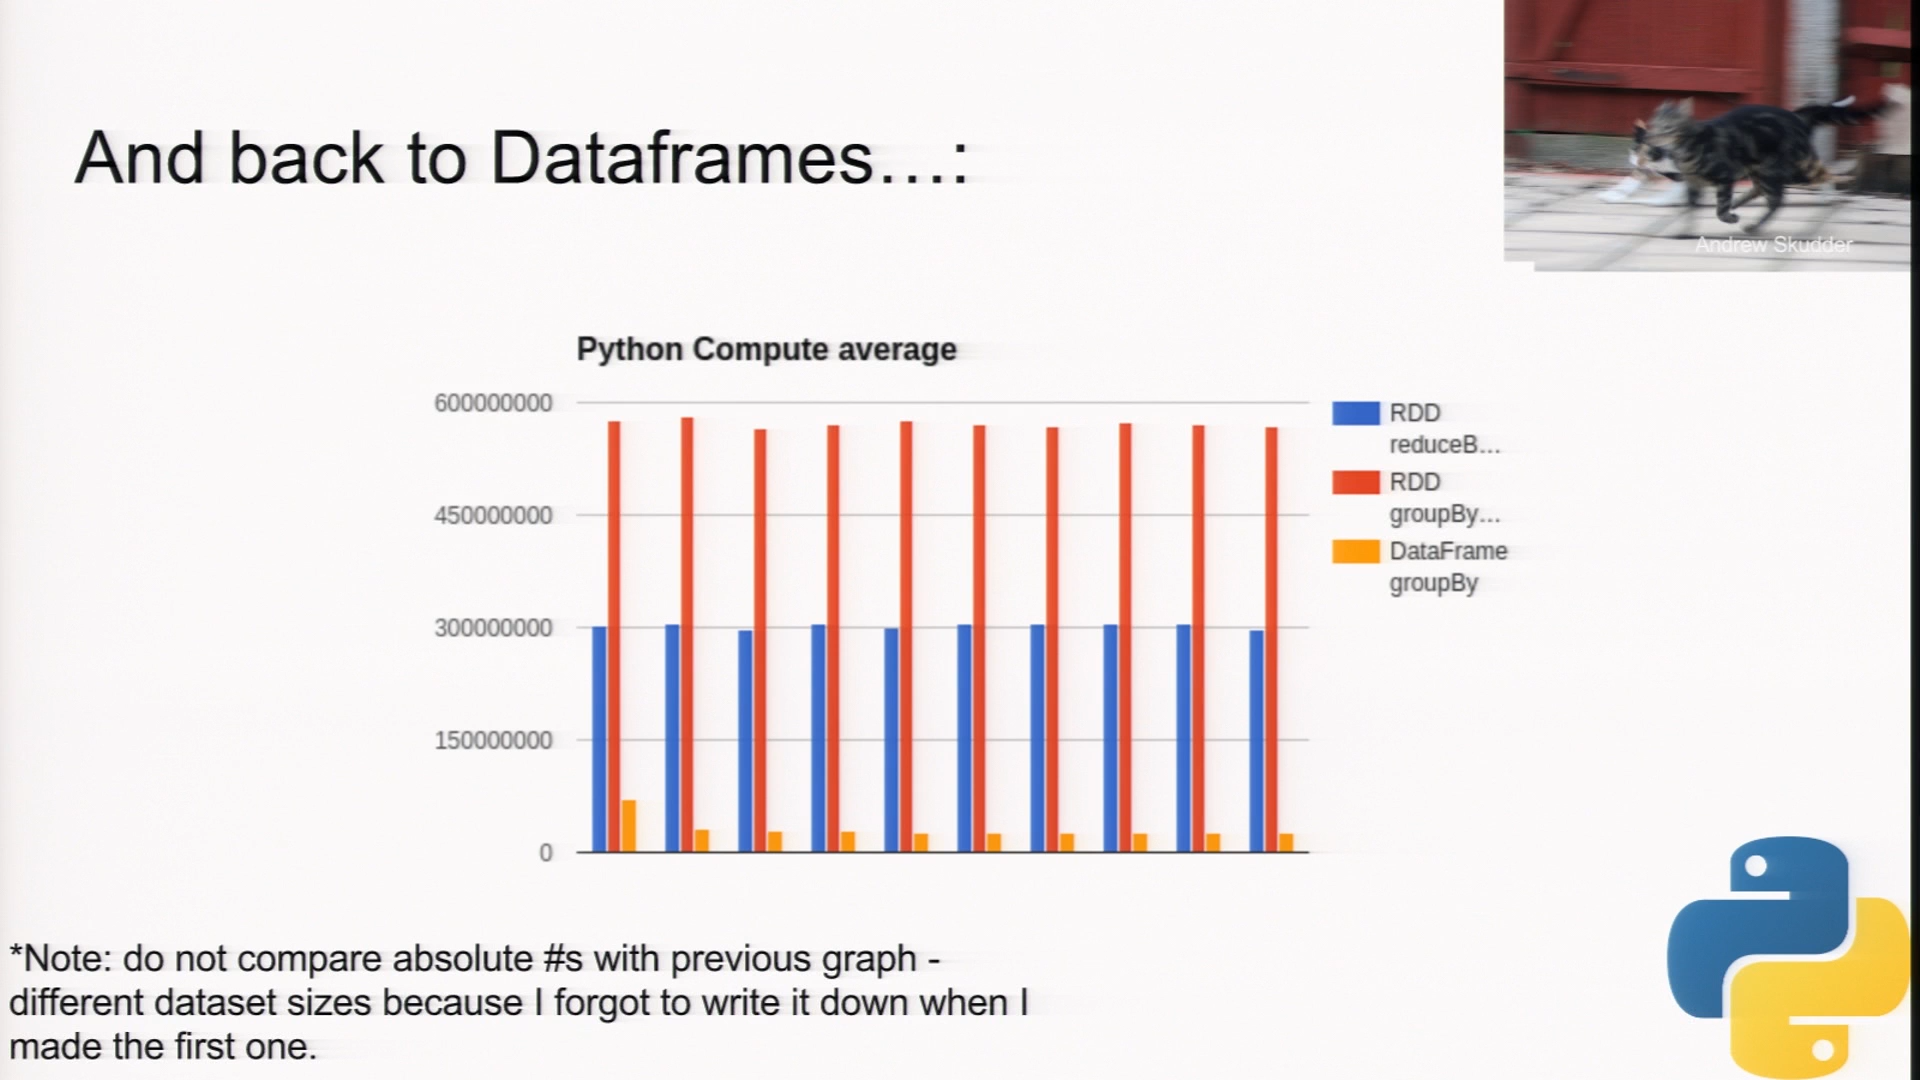 And back to Dataframes…:
Andrew Skudder
Python Compute average
600000000
450000000
300000000
150000000
0
RDD
reduceB...
RDD
groupBy...
DataFrame
groupBy
*Note: do not compare absolute #s with previous graph -
different dataset sizes because I forgot to write it down when I
made the first one.